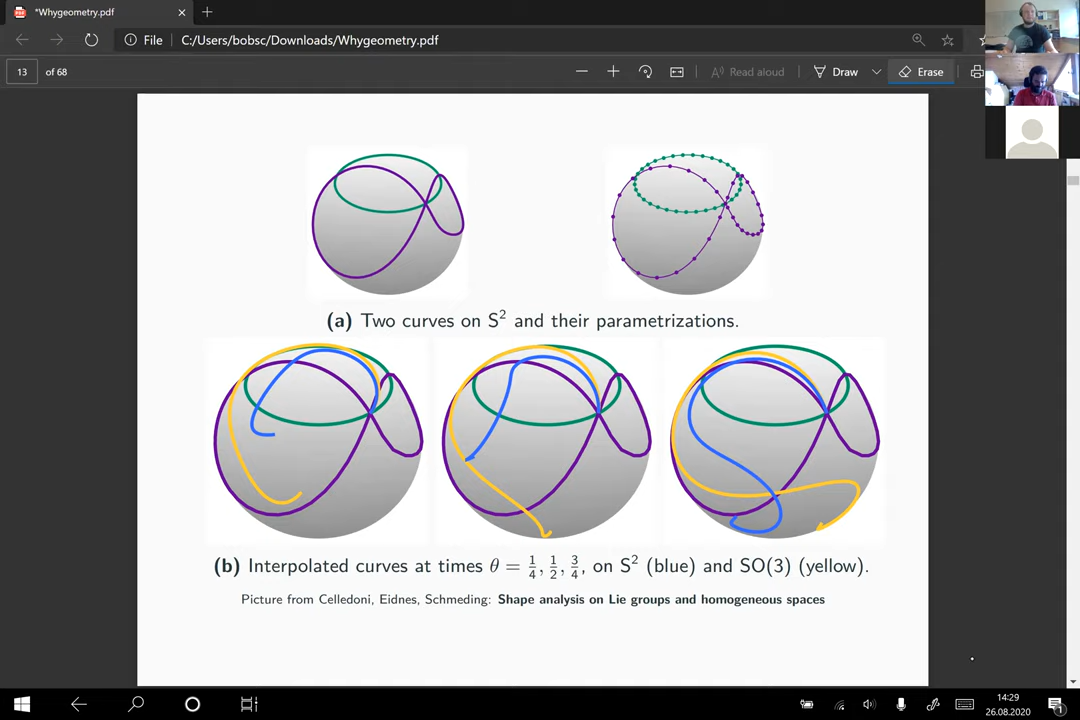 *Whygeometry.pdf
File C:/Users/bobsc/Downloads/Whygeometry.pdf
13 of 68 Read aloud Draw Erase
(a) Two curves on S² and their parametrizations.
(b) Interpolated curves at times θ = 1/4, 1/2, 3/4, on S² (blue) and SO(3) (yellow).
Picture from Celledoni, Eidnes, Schmeding: Shape analysis on Lie groups and homogeneous spaces
14:29
26.08.2020